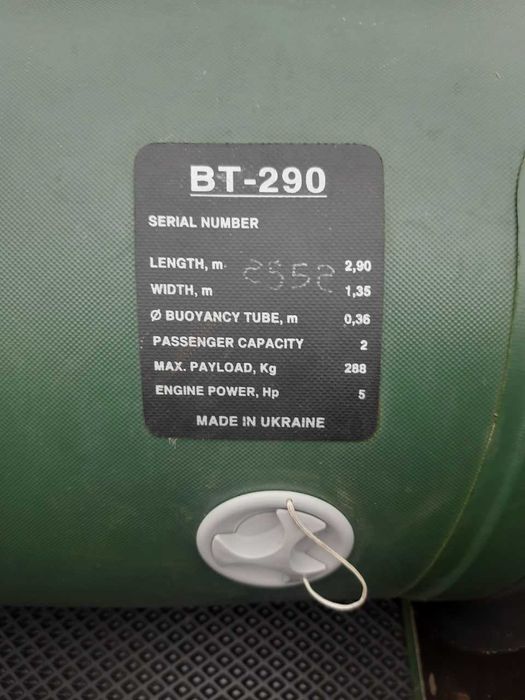 BT-290
SERIAL NUMBER
2552
LENGTH, m 2,90
WIDTH, m 1,35
Ø BUOYANCY TUBE, m 0,36
PASSENGER CAPACITY 2
MAX. PAYLOAD, Kg 288
ENGINE POWER, Hp 5
MADE IN UKRAINE